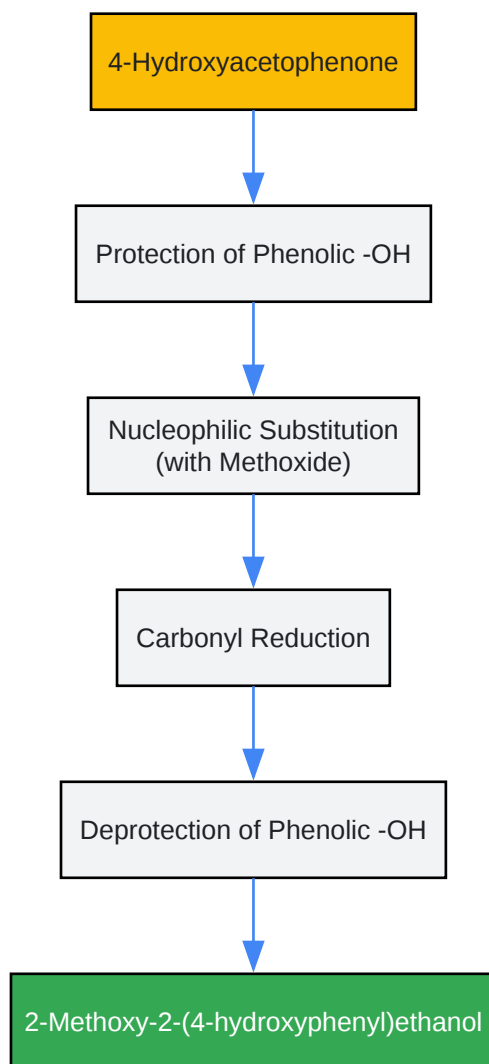 4-Hydroxyacetophenone
Protection of Phenolic -OH
Nucleophilic Substitution
(with Methoxide)
Carbonyl Reduction
Deprotection of Phenolic -OH
2-Methoxy-2-(4-hydroxyphenyl)ethanol